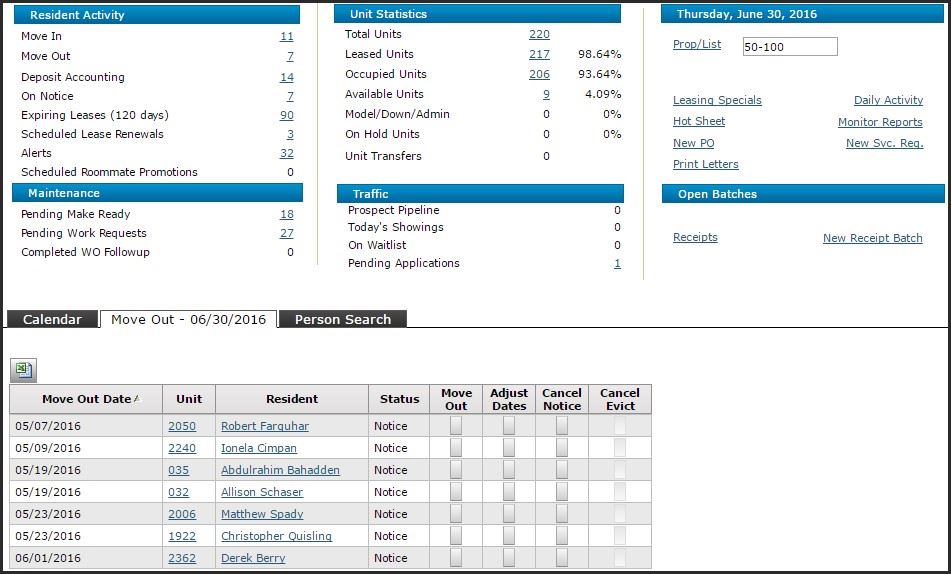 Resident Activity
Move In 11
Move Out 7
Deposit Accounting 14
On Notice 7
Expiring Leases (120 days) 90
Scheduled Lease Renewals 3
Alerts 32
Scheduled Roommate Promotions 0
Maintenance
Pending Make Ready 18
Pending Work Requests 27
Completed WO Followup 0
Unit Statistics
Total Units 220
Leased Units 217 98.64%
Occupied Units 206 93.64%
Available Units 9 4.09%
Model/Down/Admin 0 0%
On Hold Units 0 0%
Unit Transfers 0
Traffic
Prospect Pipeline 0
Today's Showings 0
On Waitlist 0
Pending Applications 1
Thursday, June 30, 2016
Prop/List 50-100
Leasing Specials Daily Activity
Hot Sheet Monitor Reports
New PO New Svc. Req.
Print Letters
Open Batches
Receipts New Receipt Batch
Calendar Move Out - 06/30/2016 Person Search
Move Out Date Unit Resident Status Move Out Adjust Dates Cancel Notice Cancel Evict
05/07/2016 2050 Robert Farquhar Notice
05/09/2016 2240 Ionela Cimpan Notice
05/19/2016 035 Abdulrahim Bahadden Notice
05/19/2016 032 Allison Schaser Notice
05/23/2016 2006 Matthew Spady Notice
05/23/2016 1922 Christopher Quisling Notice
06/01/2016 2362 Derek Berry Notice